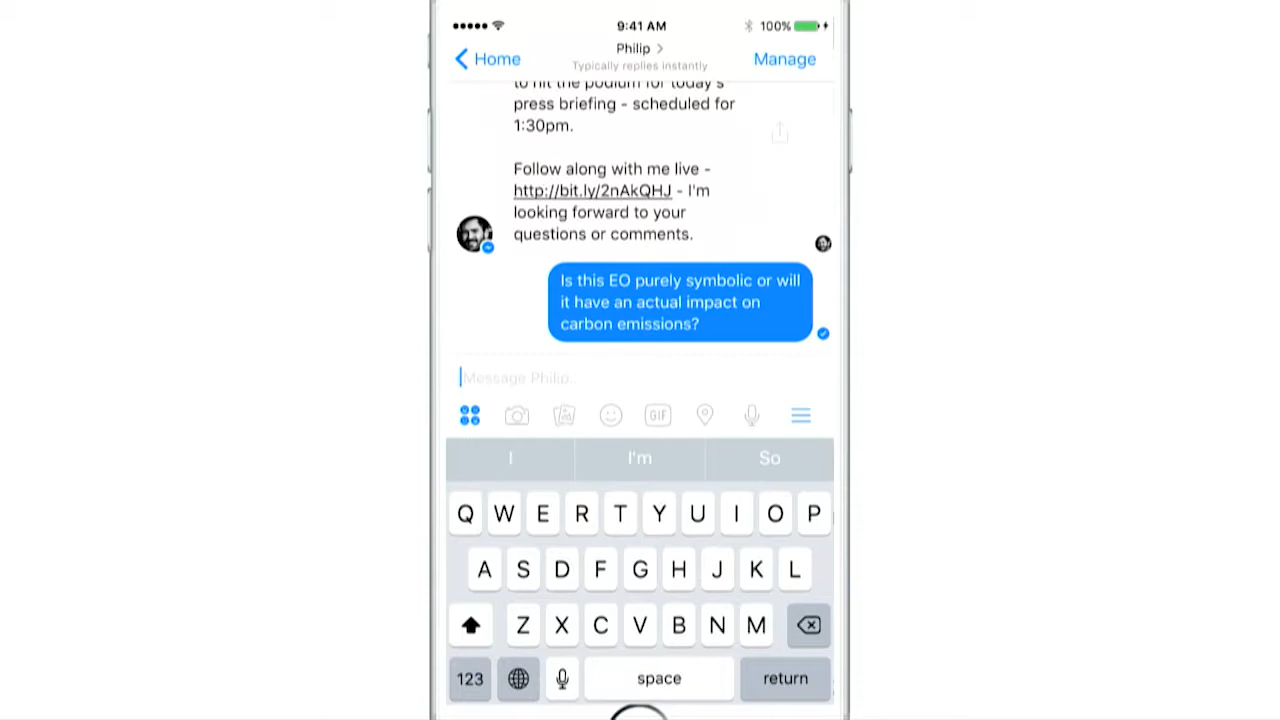 9:41 AM
100%
Home
Philip
Manage
Typically replies instantly
to hit the podium for today's
press briefing - scheduled for
1:30pm.
Follow along with me live -
http://bit.ly/2nAkQHJ - I'm
looking forward to your
questions or comments.
Is this EO purely symbolic or will
it have an actual impact on
carbon emissions?
Message Philip...
GIF
I I'm So
Q W E R T Y U I O P
A S D F G H J K L
Z X C V B N M
123 space return